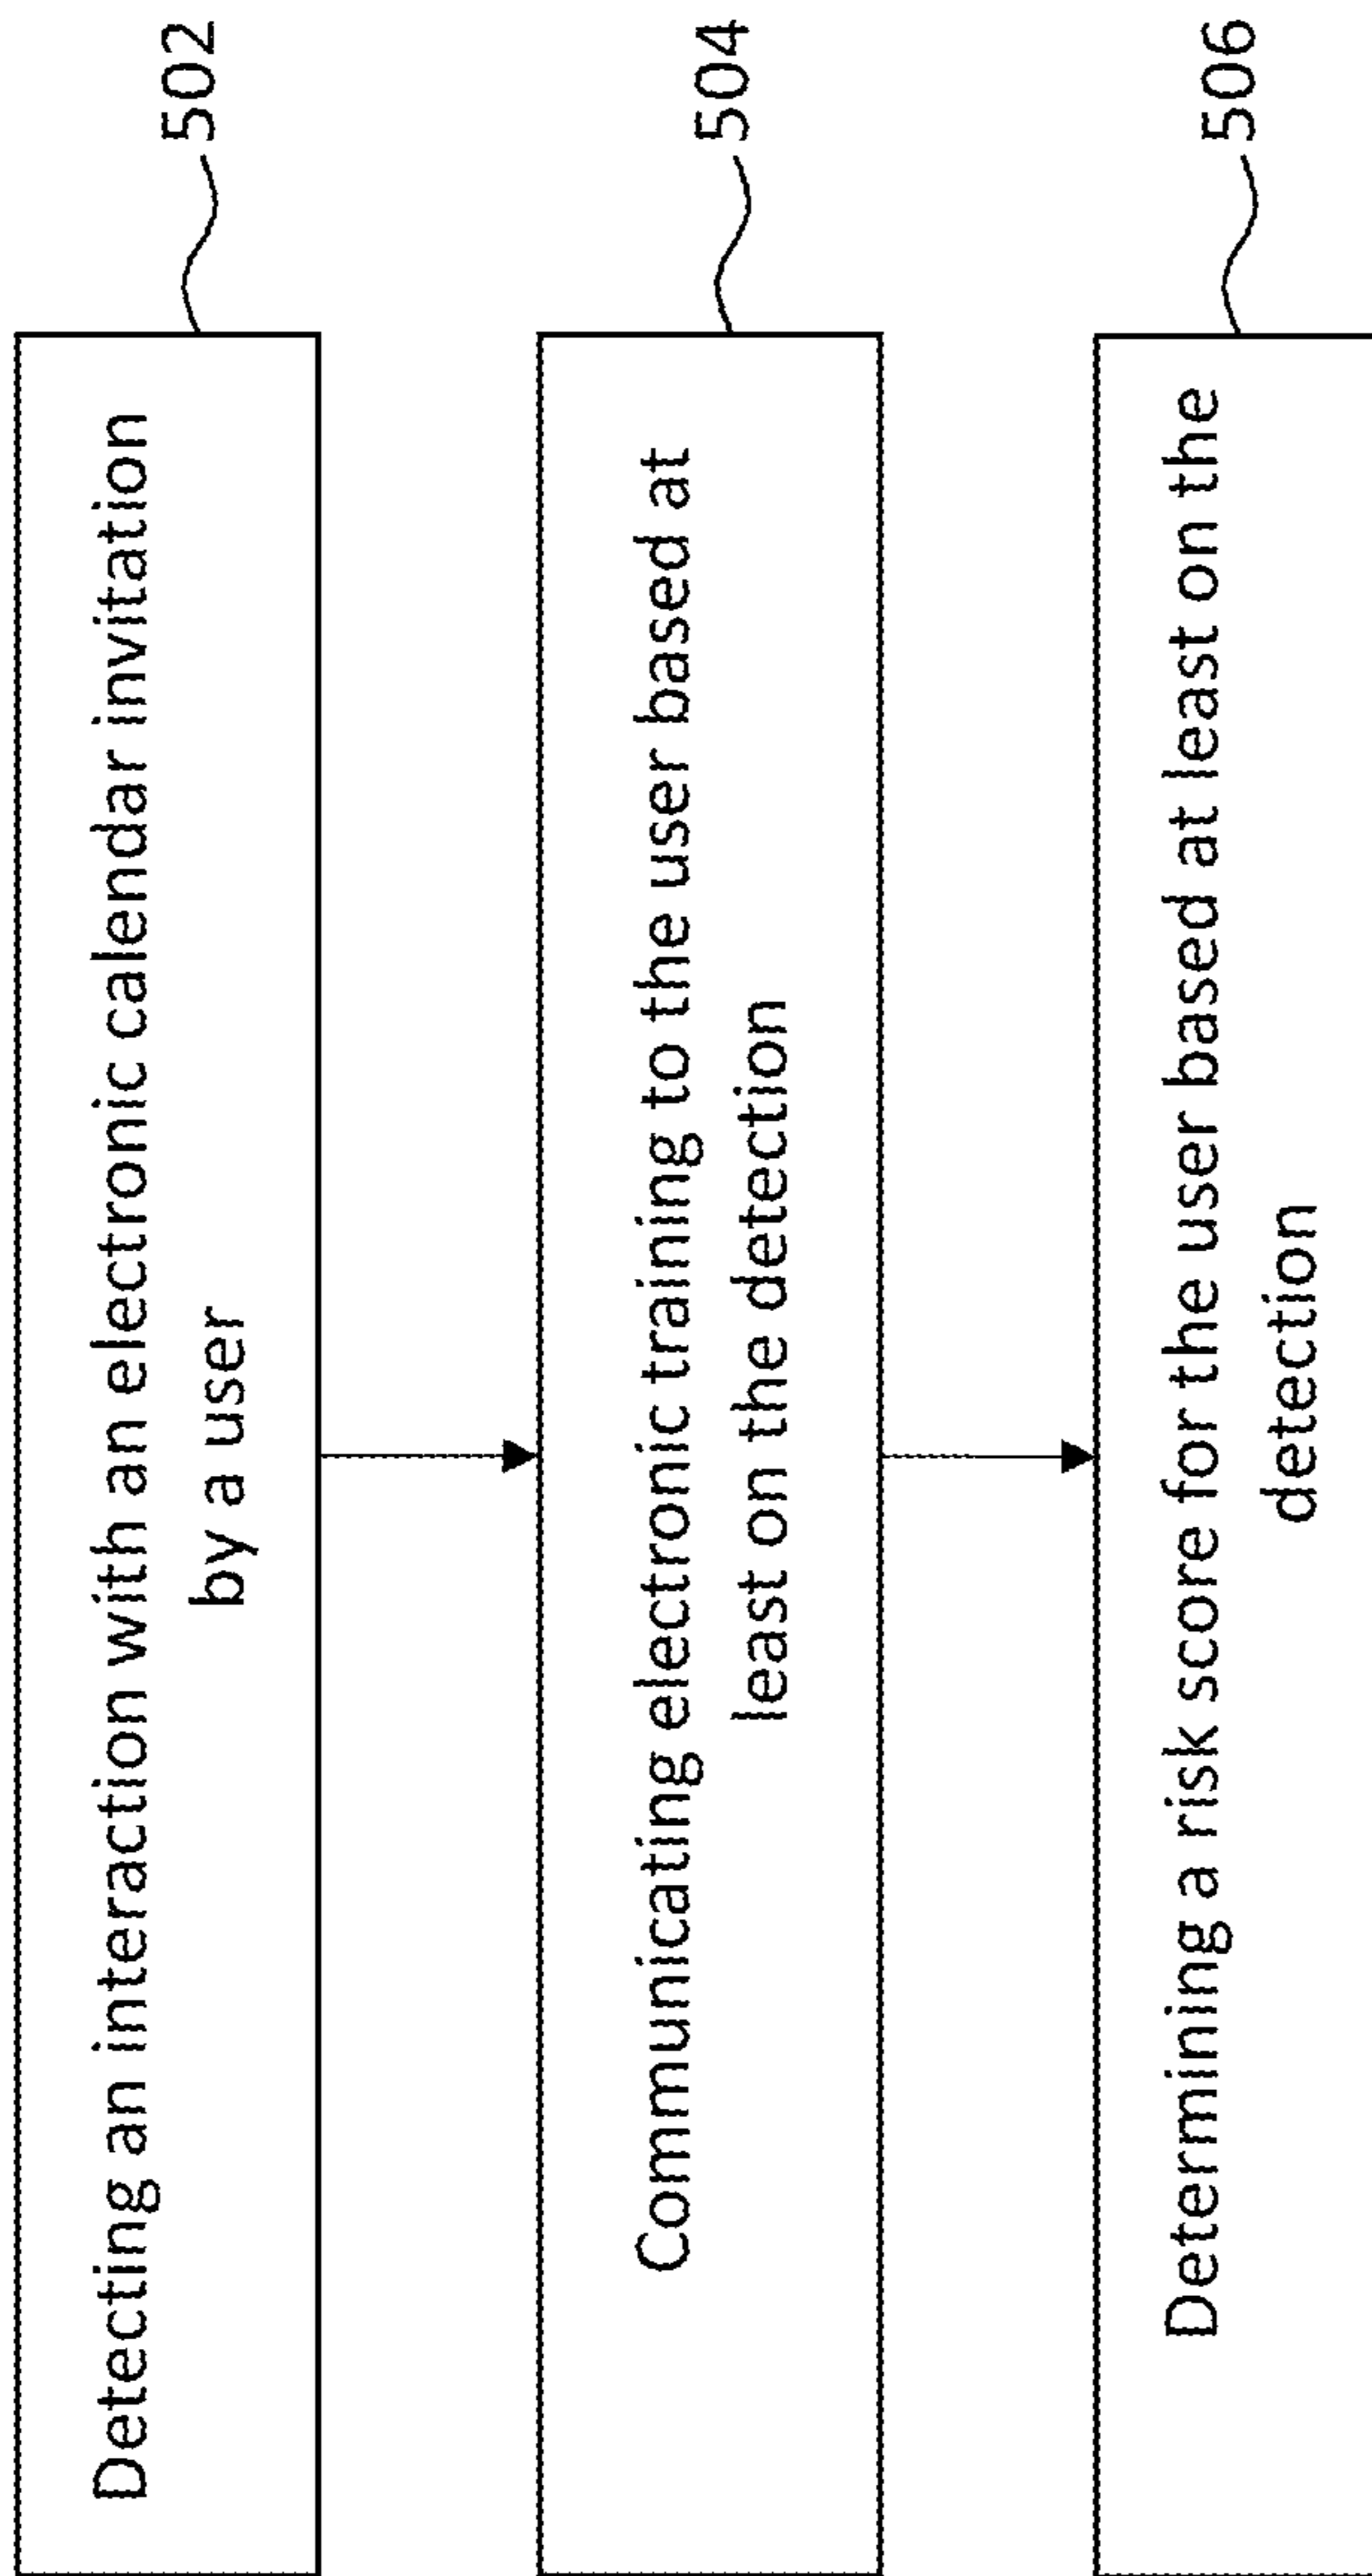 Detecting an interaction with an electronic calendar invitation
by a user
502
Communicating electronic training to the user based at
least on the detection
504
Determining a risk score for the user based at least on the
detection
506